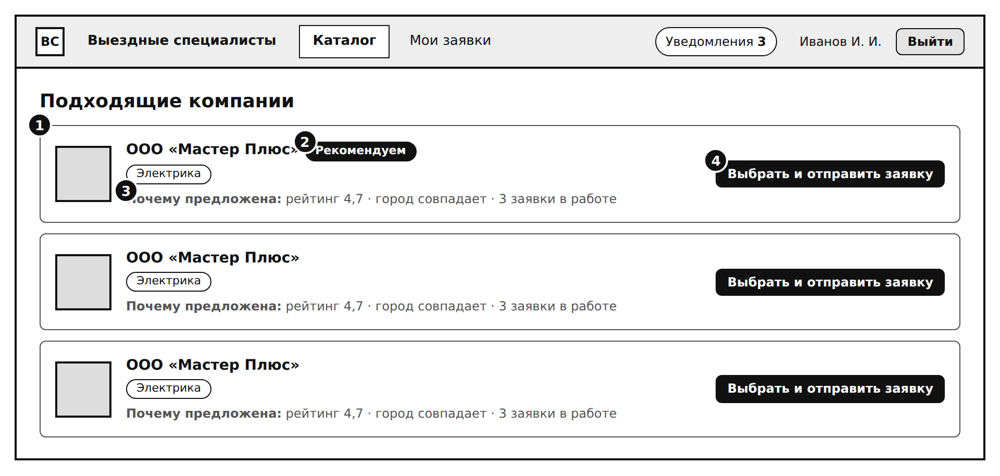 ВС Выездные специалисты Каталог Мои заявки Уведомления 3 Иванов И. И. Выйти
Подходящие компании
1
ООО «Мастер Плюс» 2 Рекомендуем
Электрика
3 Почему предложена: рейтинг 4,7 · город совпадает · 3 заявки в работе
4 Выбрать и отправить заявку
ООО «Мастер Плюс»
Электрика
Почему предложена: рейтинг 4,7 · город совпадает · 3 заявки в работе
Выбрать и отправить заявку
ООО «Мастер Плюс»
Электрика
Почему предложена: рейтинг 4,7 · город совпадает · 3 заявки в работе
Выбрать и отправить заявку